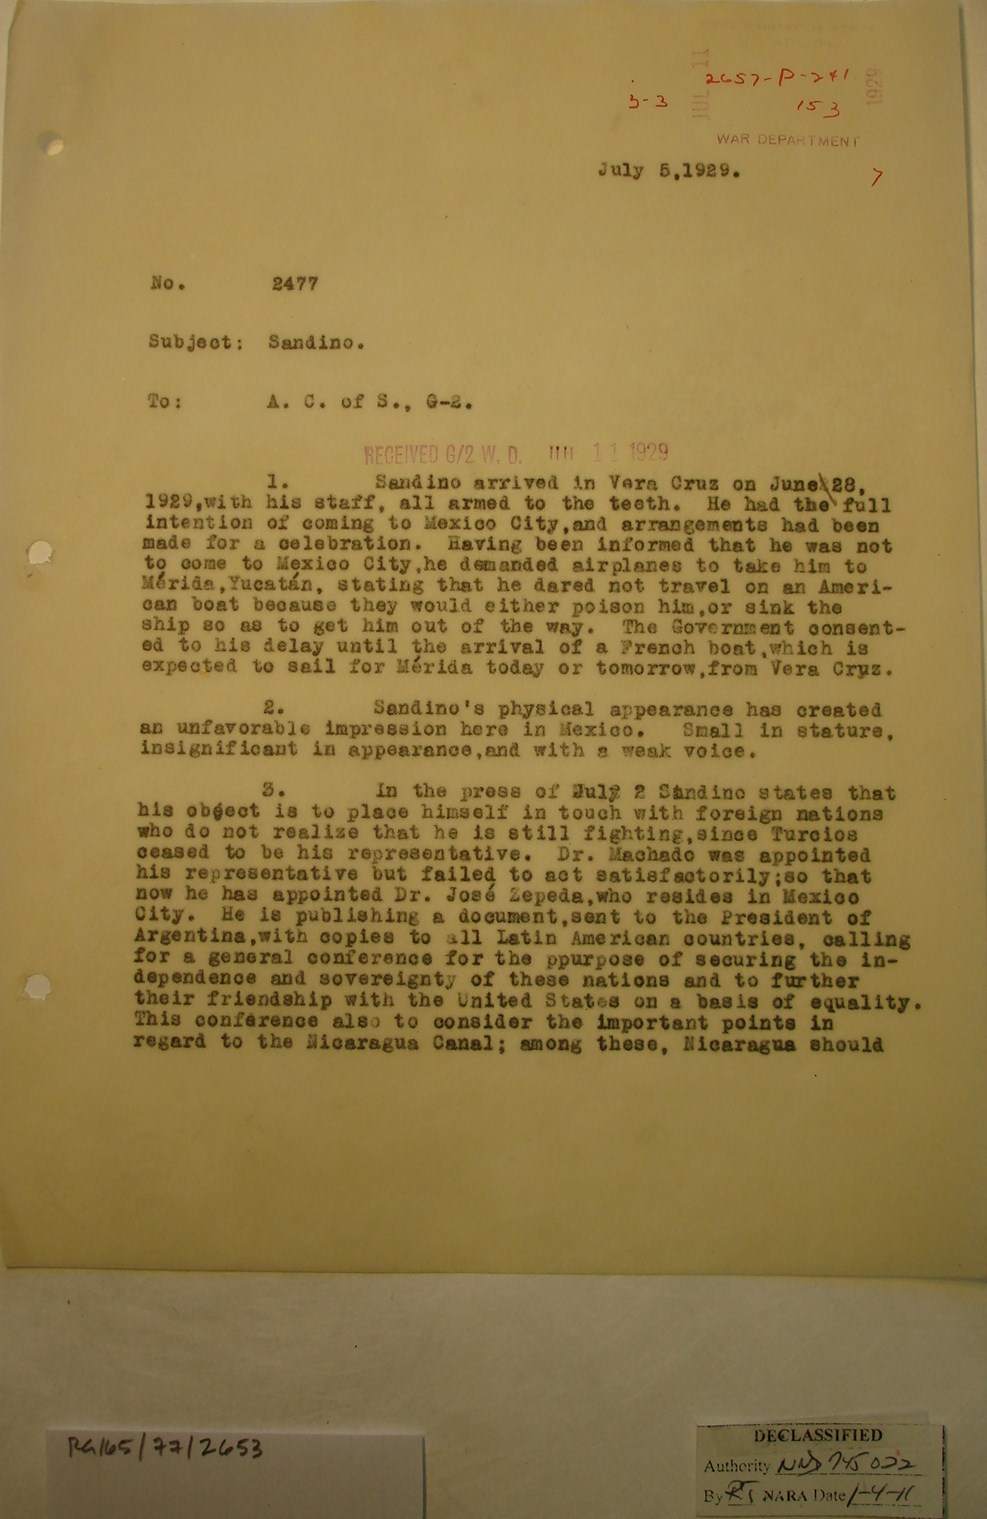 2657-P-241
3-3
153
JUL 11 1929
WAR DEPARTMENT
July 5,1929.
7
No. 2477
Subject: Sandino.
To: A. C. of S., G-2.
RECEIVED G/2 W. D. JUL 11 1929
1. Sandino arrived in Vera Cruz on June 28,
1929,with his staff, all armed to the teeth. He had the full
intention of coming to Mexico City,and arrangements had been
made for a celebration. Having been informed that he was not
to come to Mexico City,he demanded airplanes to take him to
Mérida,Yucatán, stating that he dared not travel on an Ameri-
can boat because they would either poison him,or sink the
ship so as to get him out of the way. The Government consent-
ed to his delay until the arrival of a French boat,which is
expected to sail for Mérida today or tomorrow,from Vera Cruz.
2. Sandino's physical appearance has created
an unfavorable impression here in Mexico. Small in stature,
insignificant in appearance,and with a weak voice.
3. In the press of July 2 Sandino states that
his object is to place himself in touch with foreign nations
who do not realize that he is still fighting,since Turcios
ceased to be his representative. Dr. Machado was appointed
his representative but failed to act satisfactorily;so that
now he has appointed Dr. José Zepeda,who resides in Mexico
City. He is publishing a document,sent to the President of
Argentina,with copies to all Latin American countries, calling
for a general conference for the ppurpose of securing the in-
dependence and sovereignty of these nations and to further
their friendship with the United States on a basis of equality.
This conference also to consider the important points in
regard to the Nicaragua Canal; among these, Nicaragua should
RG165/77/2653
DECLASSIFIED
Authority NND 745022
By RT NARA Date 1-4-11